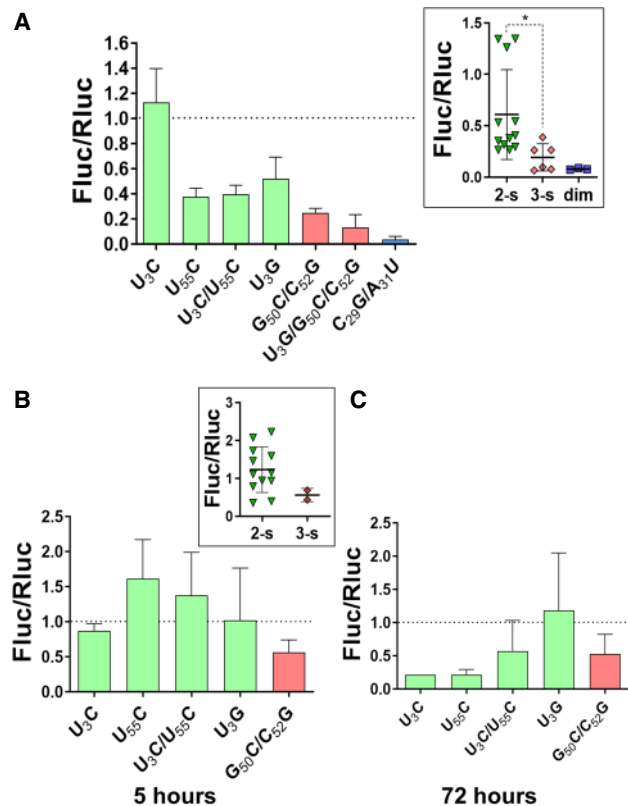 A
Fluc/Rluc
1.6
1.4
1.2
1.0
0.8
0.6
0.4
0.2
0.0
U₃C
U₅₅C
U₃C/U₅₅C
U₃G
G₅₀C/C₅₂G
U₃G/G₅₀C/C₅₂G
C₂₉G/A₃₁U
Fluc/Rluc
1.5
1.0
0.5
0.0
*
2-s 3-s dim
B
Fluc/Rluc
2.5
2.0
1.5
1.0
0.5
0.0
U₃C
U₅₅C
U₃C/U₅₅C
U₃G
G₅₀C/C₅₂G
5 hours
Fluc/Rluc
3
2
1
0
2-s 3-s
C
Fluc/Rluc
2.5
2.0
1.5
1.0
0.5
0.0
U₃C
U₅₅C
U₃C/U₅₅C
U₃G
G₅₀C/C₅₂G
72 hours